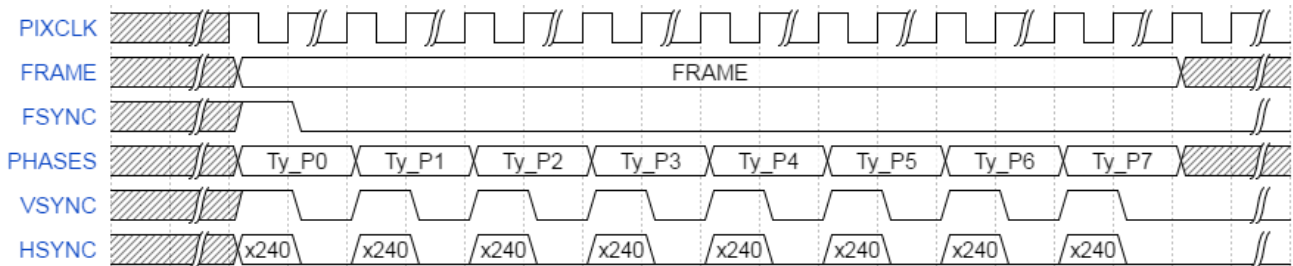 PIXCLK
FRAME FRAME
FSYNC
PHASES Ty_P0 Ty_P1 Ty_P2 Ty_P3 Ty_P4 Ty_P5 Ty_P6 Ty_P7
VSYNC
HSYNC x240 x240 x240 x240 x240 x240 x240 x240